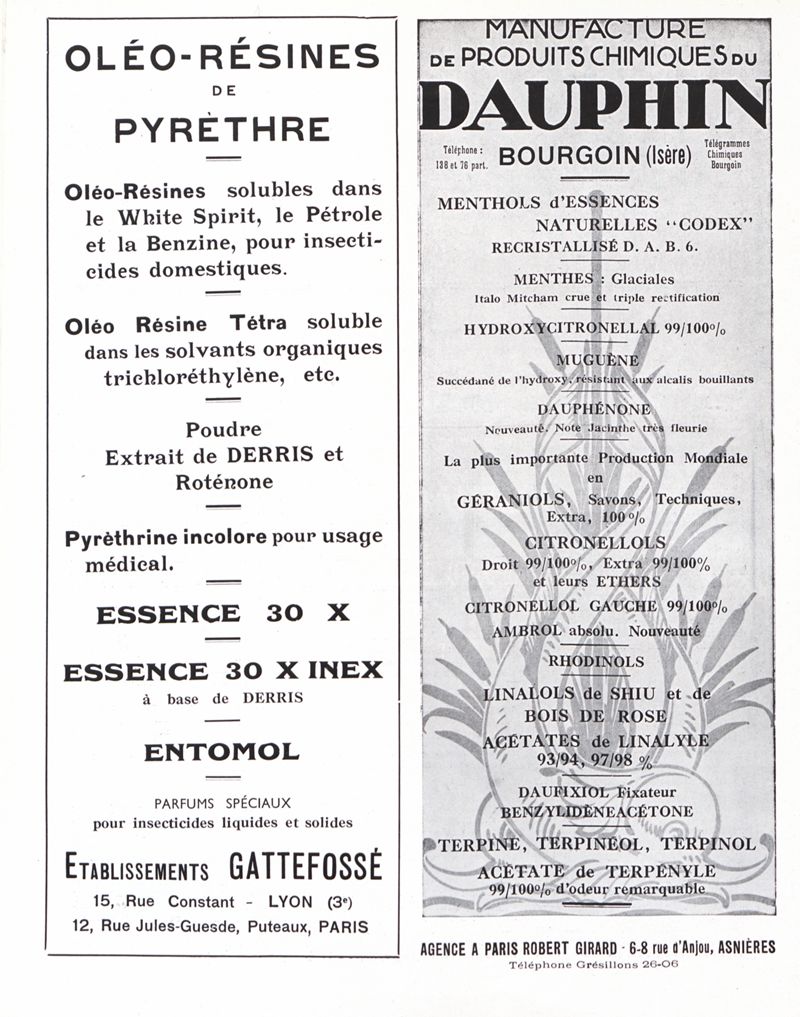 OLÉO-RÉSINES
DE
PYRÈTHRE
Oléo-Résines solubles dans
le White Spirit, le Pétrole
et la Benzine, pour insecti-
cides domestiques.
Oléo Résine Tétra soluble
dans les solvants organiques
trichloréthylène, etc.
Poudre
Extrait de DERRIS et
Roténone
Pyrèthrine incolore pour usage
médical.
ESSENCE 30 X
ESSENCE 30 X INEX
à base de DERRIS
ENTOMOL
PARFUMS SPÉCIAUX
pour insecticides liquides et solides
ETABLISSEMENTS GATTEFOSSÉ
15, Rue Constant - LYON (3e)
12, Rue Jules-Guesde, Puteaux, PARIS
MANUFACTURE
DE PRODUITS CHIMIQUES DU
DAUPHIN
Téléphone :
138 et 76 part.
BOURGOIN (Isère)
Télégrammes
Chimiques
Bourgoin
MENTHOLS d'ESSENCES
NATURELLES "CODEX"
RECRISTALLISÉ D. A. B. 6.
MENTHES : Glaciales
Italo Mitcham crue et triple rectification
HYDROXYCITRONELLAL 99/100%
MUGUÈNE
Succédané de l'hydroxy, résistant aux alcalis bouillants
DAUPHÉNONE
Nouveauté. Note Jacinthe très fleurie
La plus importante Production Mondiale
en
GÉRANIOLS, Savons, Techniques,
Extra, 100%
CITRONELLOLS
Droit 99/100%, Extra 99/100%
et leurs ETHERS
CITRONELLOL GAUCHE 99/100%
AMBROL absolu. Nouveauté
RHODINOLS
LINALOLS de SHIU et de
BOIS DE ROSE
ACÉTATES de LINALYLE
93/94, 97/98 %
DAUFIXIOL Fixateur
BENZYLIDÈNEACÉTONE
TERPINE, TERPINÉOL, TERPINOL
ACÉTATE de TERPÉNYLE
99/100% d'odeur remarquable
AGENCE A PARIS ROBERT GIRARD - 6-8 rue d'Anjou, ASNIÈRES
Téléphone Grésillons 26-06